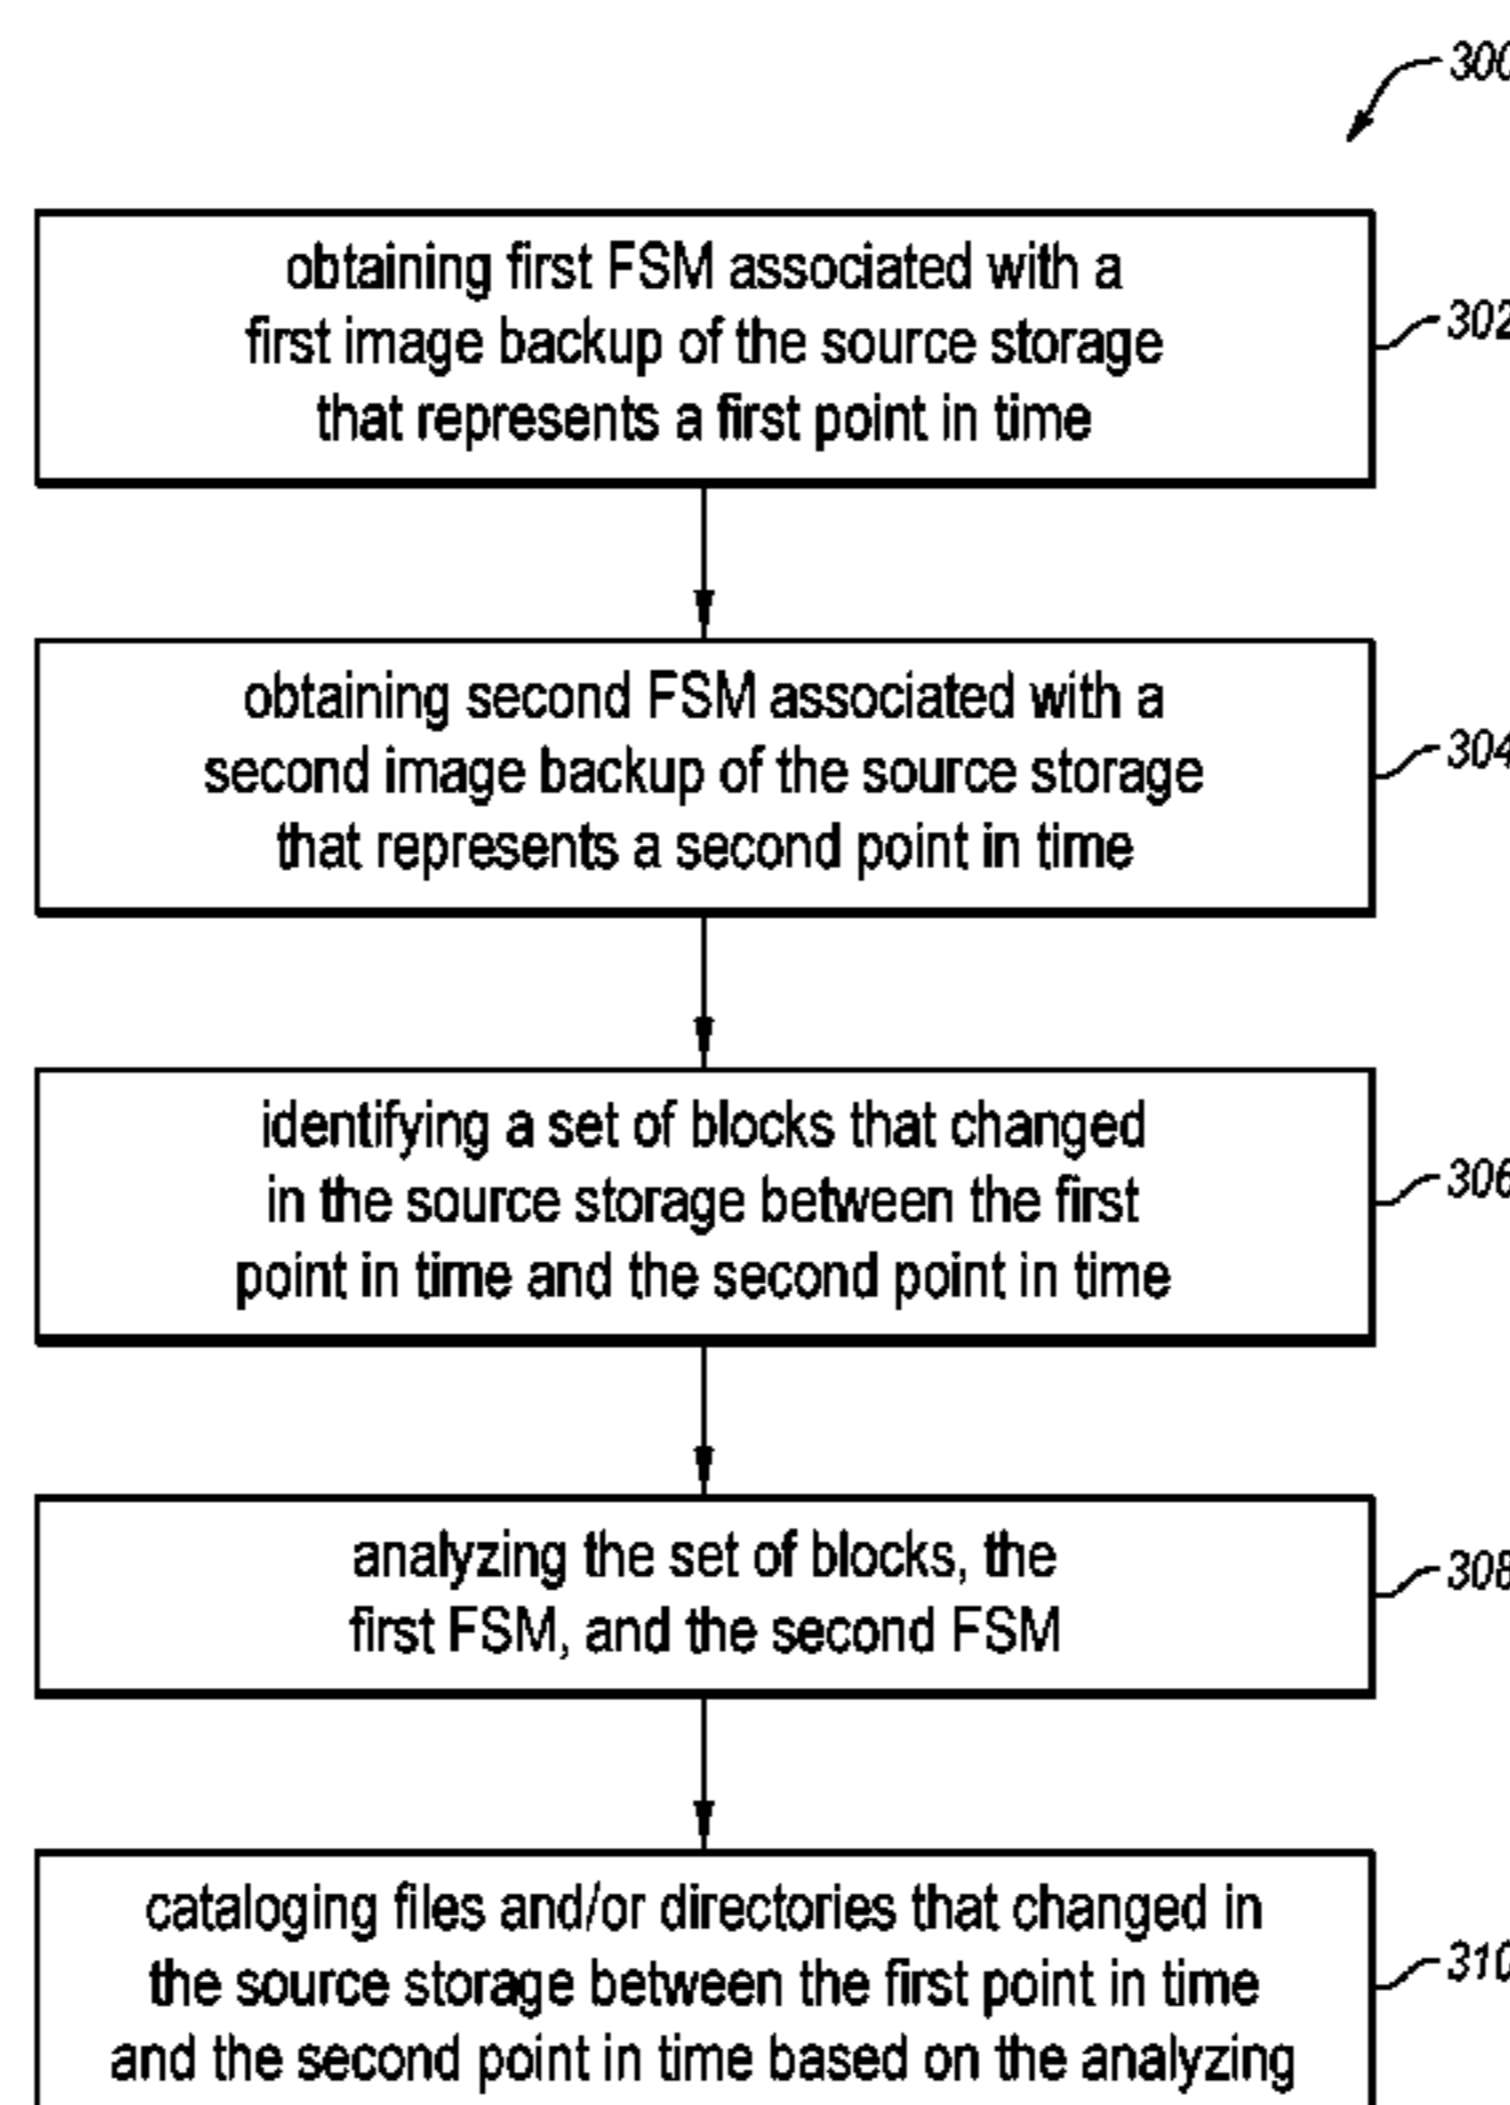 300
obtaining first FSM associated with a
first image backup of the source storage
that represents a first point in time
302
obtaining second FSM associated with a
second image backup of the source storage
that represents a second point in time
304
identifying a set of blocks that changed
in the source storage between the first
point in time and the second point in time
306
analyzing the set of blocks, the
first FSM, and the second FSM
308
cataloging files and/or directories that changed in
the source storage between the first point in time
and the second point in time based on the analyzing
310